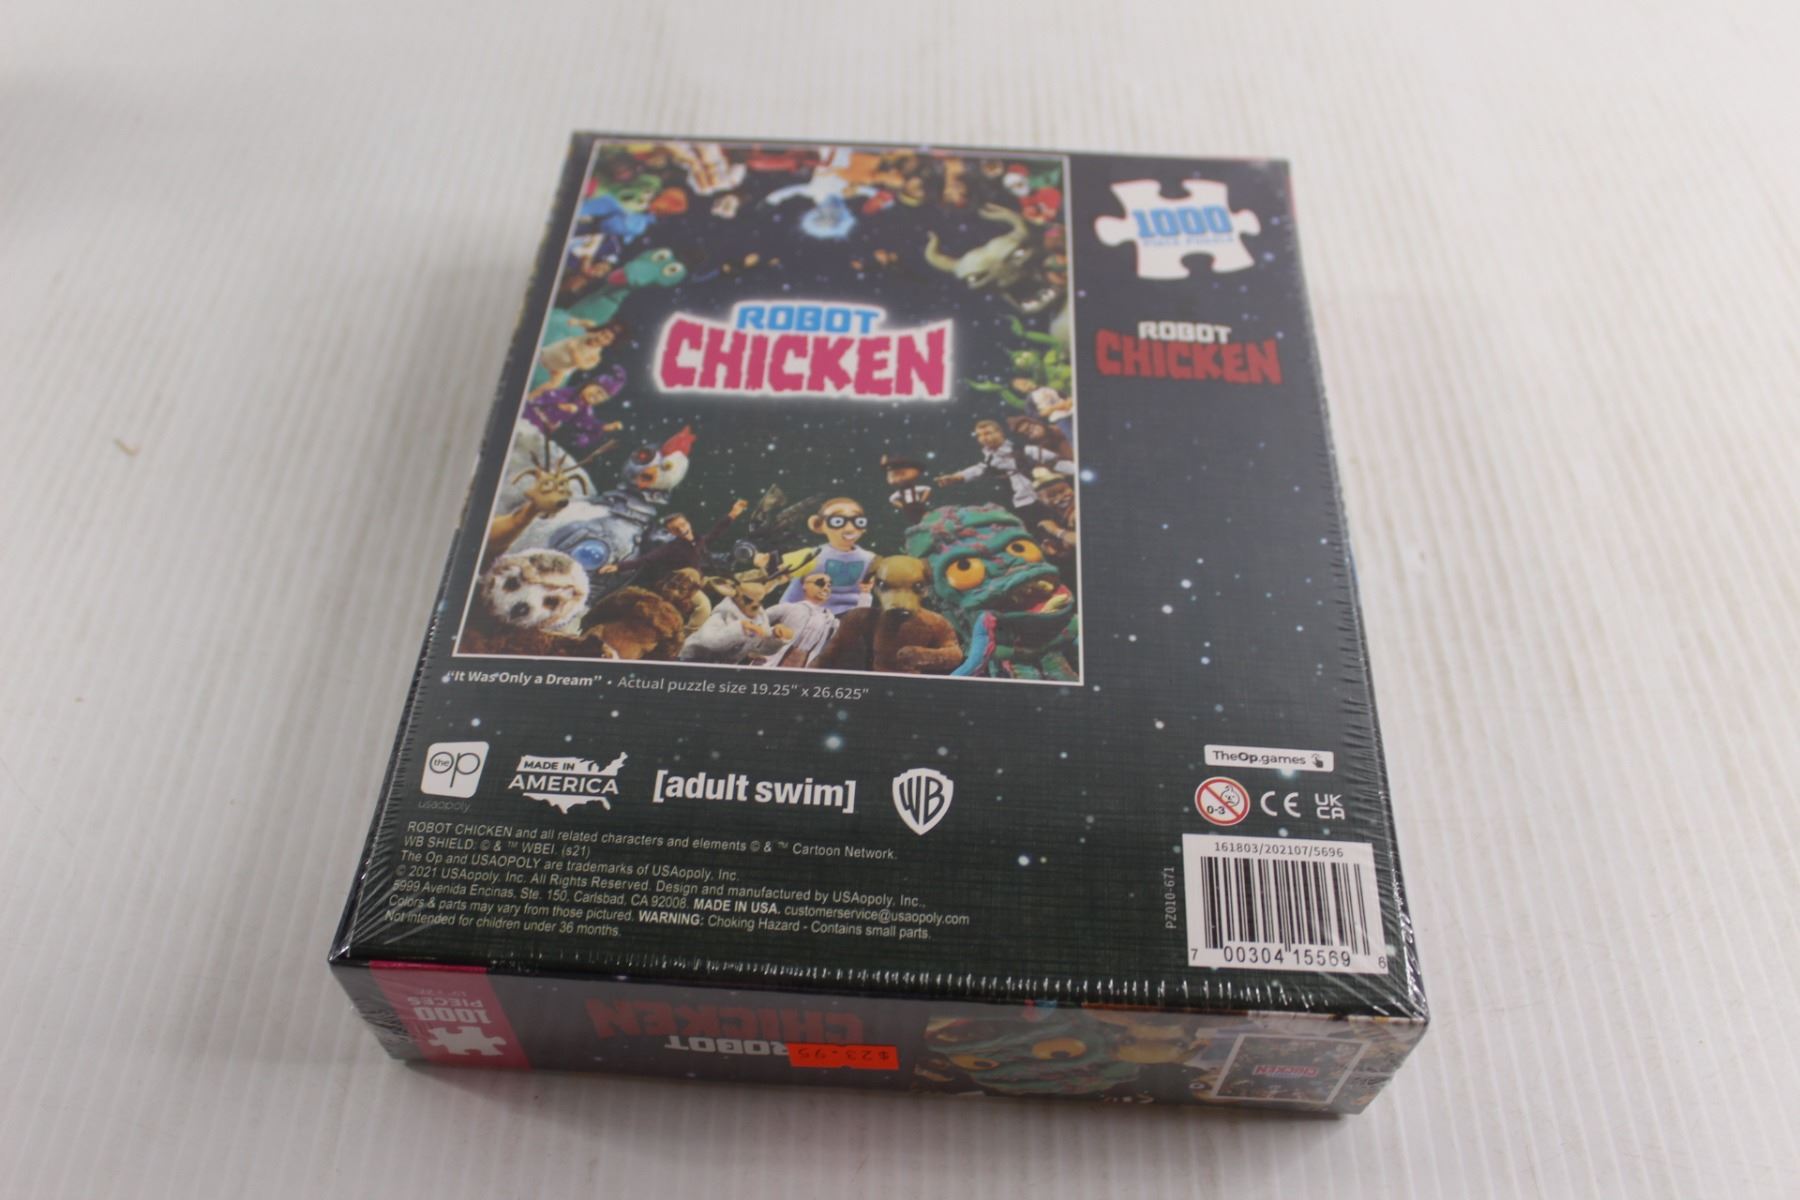 1000
PIECE PUZZLE
ROBOT
CHICKEN
ROBOT
CHICKEN
"It Was Only a Dream" • Actual puzzle size 19.25" x 26.625"
the op
usaopoly
MADE IN
AMERICA
[adult swim]
WB
TheOp.games
0-3
CE
UK
CA
ROBOT CHICKEN and all related characters and elements © & ™ Cartoon Network.
WB SHIELD: © & ™ WBEI. (s21)
The Op and USAOPOLY are trademarks of USAopoly, Inc.
© 2021 USAopoly, Inc. All Rights Reserved. Design and manufactured by USAopoly, Inc.,
5999 Avenida Encinas, Ste. 150, Carlsbad, CA 92008. MADE IN USA. customerservice@usaopoly.com
Colors & parts may vary from those pictured. WARNING: Choking Hazard - Contains small parts.
Not intended for children under 36 months.
161803/202107/5696
PZ010-671
7 00304 15569 6
1000
PIECES
ROBOT
CHICKEN
$23.95
CHICKEN